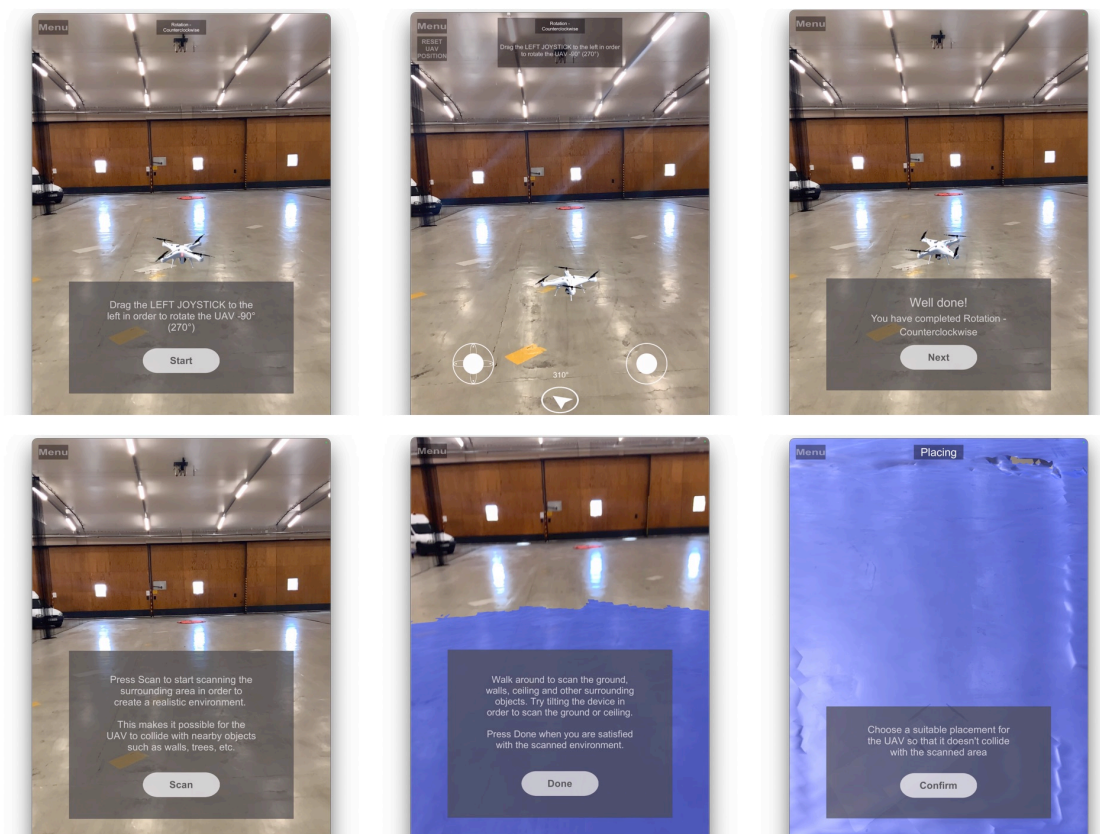 Menu
Rotation -
Counterclockwise
Drag the LEFT JOYSTICK to the
left in order to rotate the UAV -90°
(270°)
Start
Menu
RESET
UAV
POSITION
Rotation -
Counterclockwise
Drag the LEFT JOYSTICK to the left in order
to rotate the UAV -90° (270°)
310°
Menu
Well done!
You have completed Rotation -
Counterclockwise
Next
Menu
Press Scan to start scanning the
surrounding area in order to
create a realistic environment.
This makes it possible for the
UAV to collide with nearby objects
such as walls, trees, etc.
Scan
Menu
Walk around to scan the ground,
walls, ceiling and other surrounding
objects. Try tilting the device in
order to scan the ground or ceiling.
Press Done when you are satisfied
with the scanned environment.
Done
Menu
Placing
Choose a suitable placement for
the UAV so that it doesn't collide
with the scanned area
Confirm